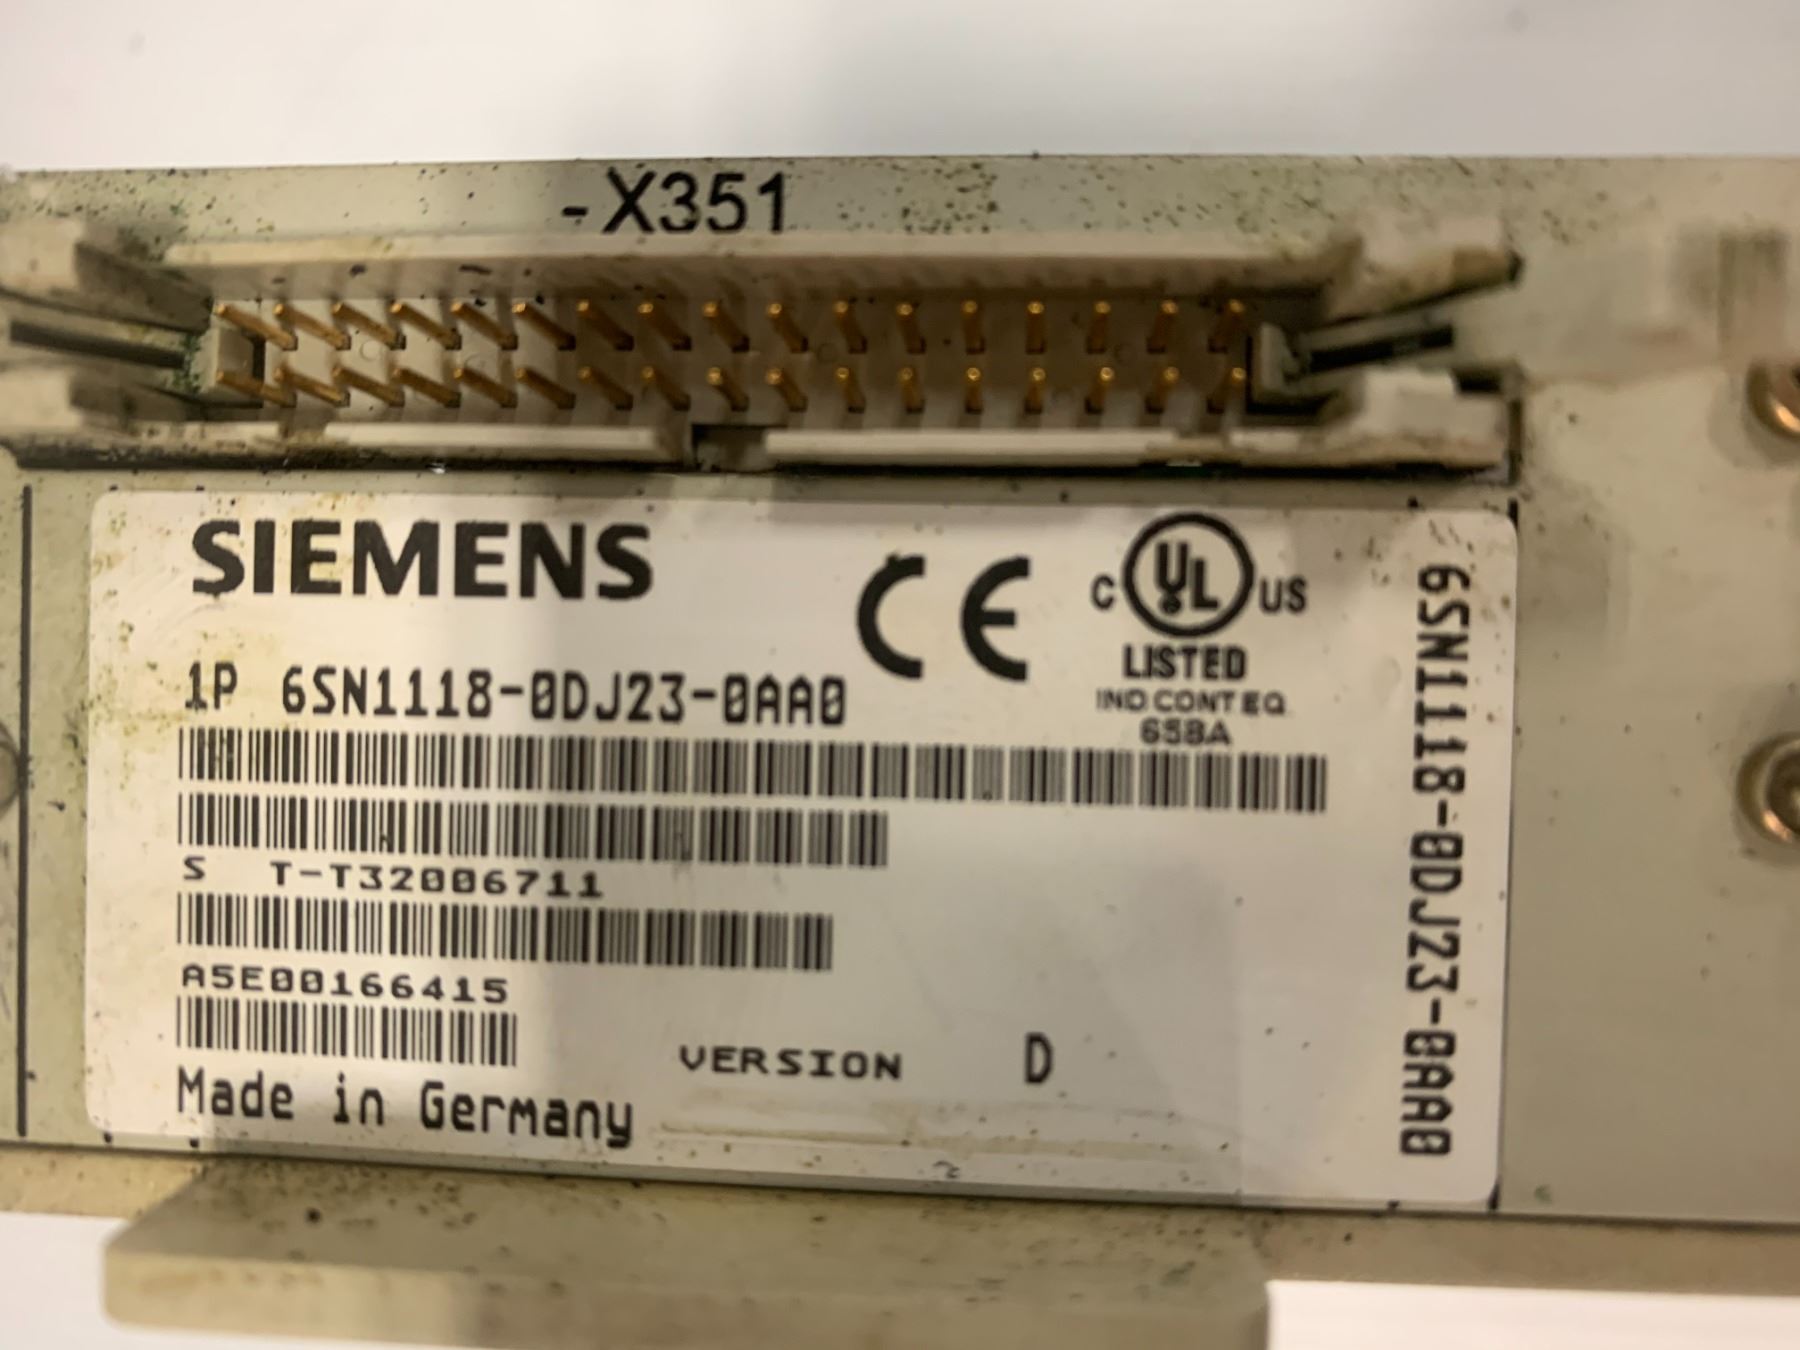 -X351
SIEMENS
CE
C UL US
LISTED
IND CONT EQ
65BA
1P 6SN1118-0DJ23-0AA0
S T-T32006711
A5E00166415
VERSION D
Made in Germany
6SN1118-0DJ23-0AA0